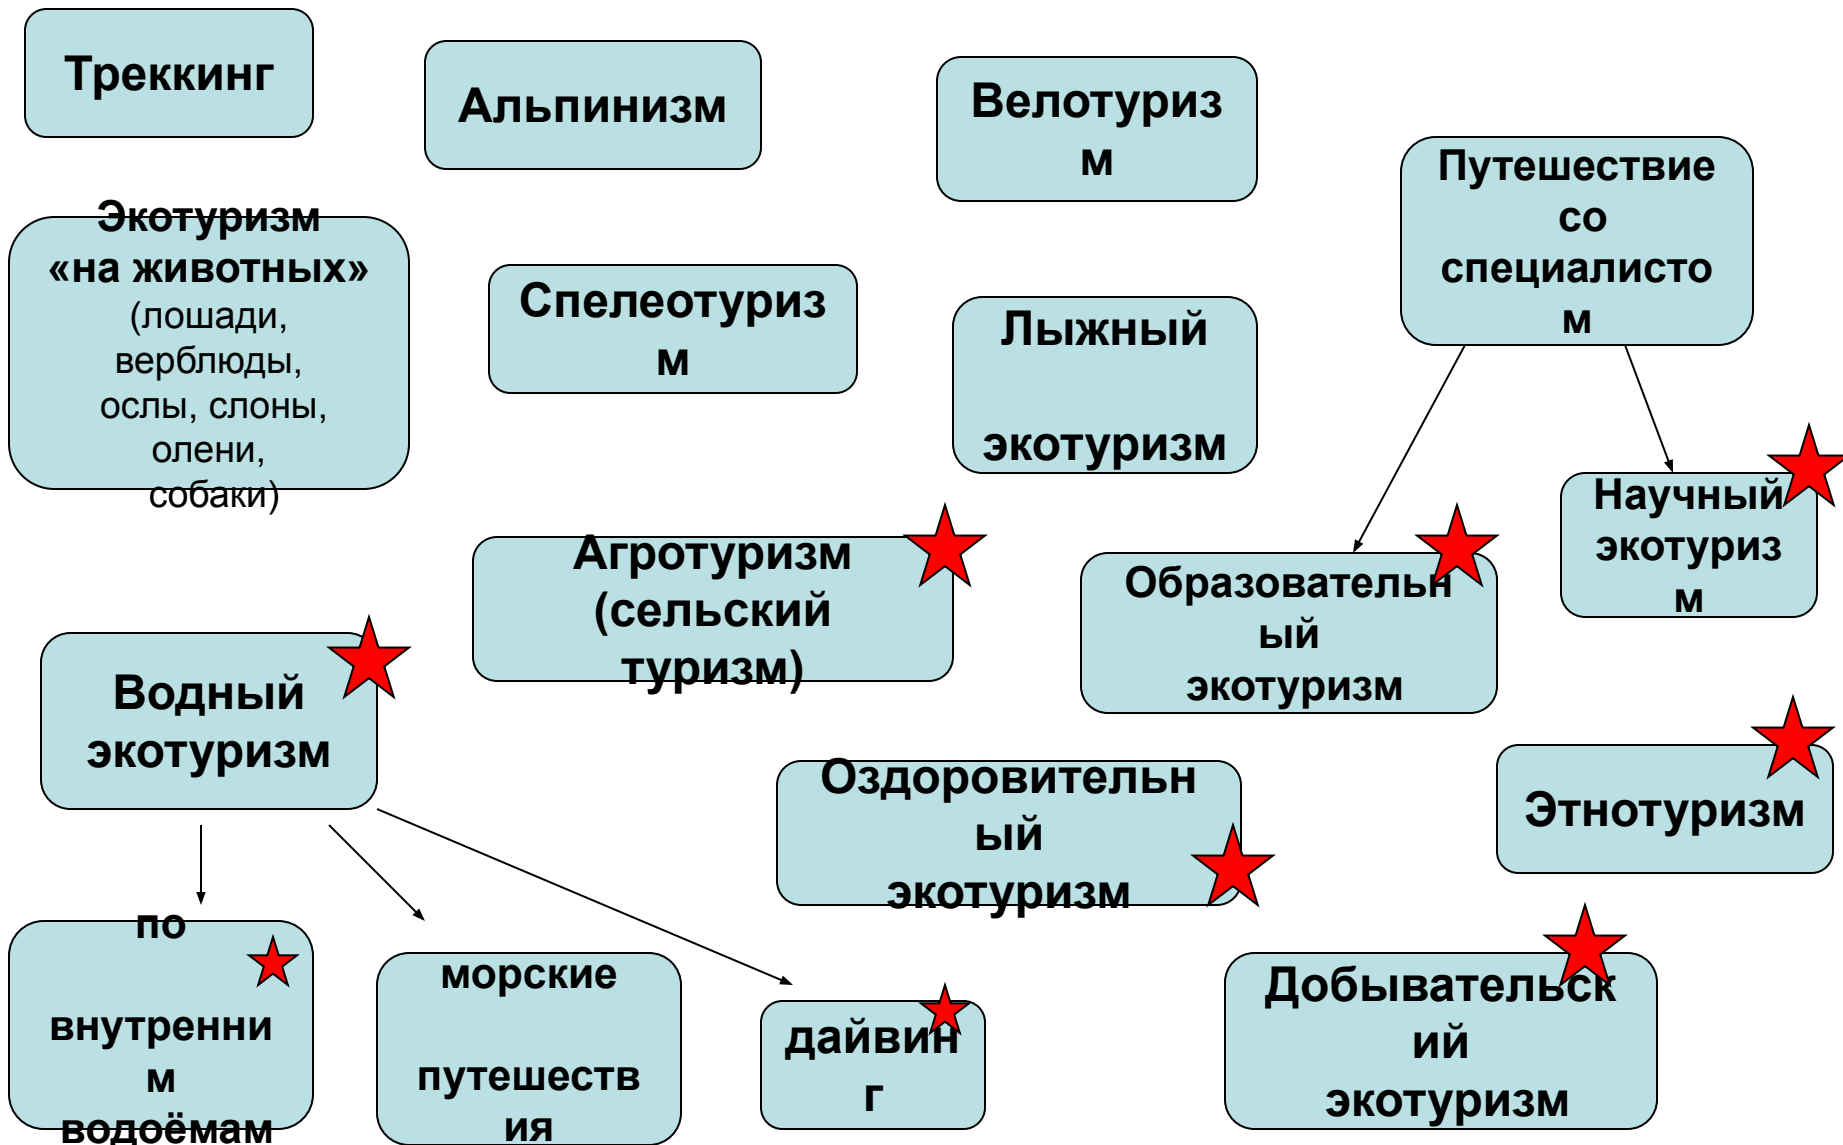 Треккинг
Альпинизм
Велотуриз
м
Путешествие
со
специалисто
м
Экотуризм
«на животных»
(лошади,
верблюды,
ослы, слоны,
олени,
собаки)
Спелеотуриз
м
Лыжный
экотуризм
Научный
экотуриз
м
Агротуризм
(сельский
туризм)
Образовательн
ый
экотуризм
Водный
экотуризм
Оздоровительн
ый
экотуризм
Этнотуризм
по
внутренни
м
водоёмам
морские
путешеств
ия
дайвин
г
Добывательск
ий
экотуризм